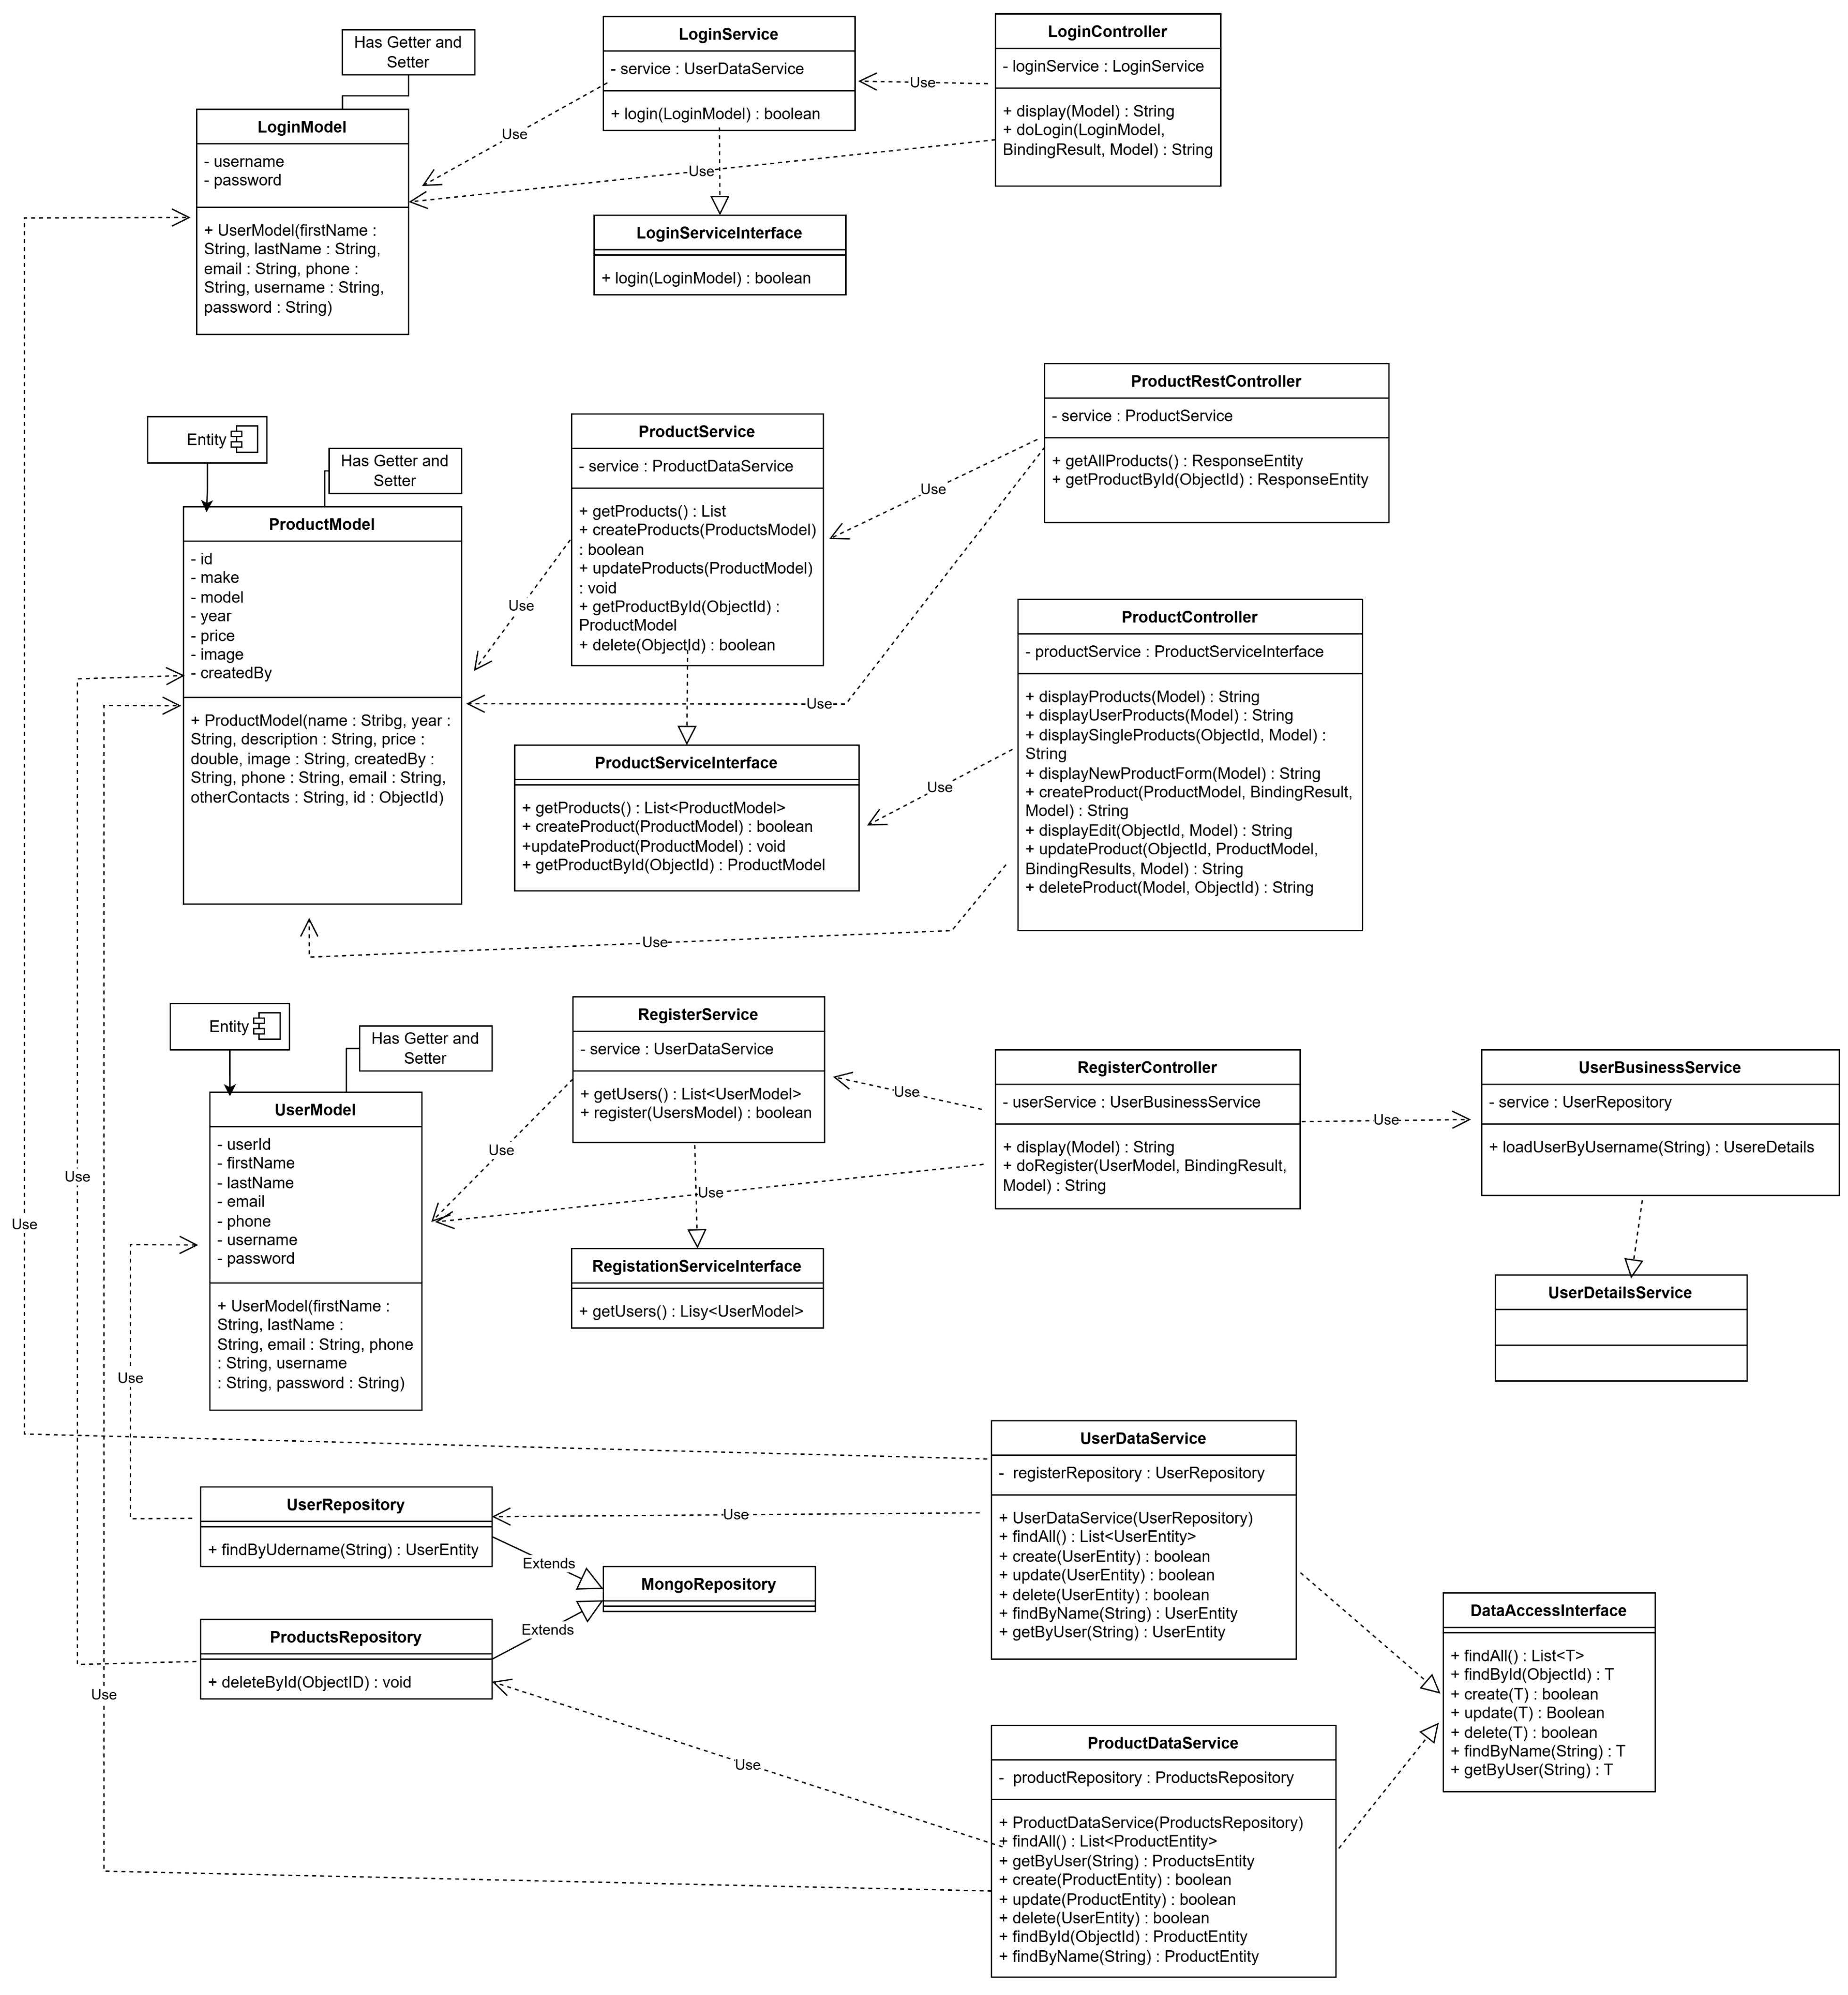 Has Getter and
Setter
LoginModel
- username
- password
+ UserModel(firstName :
String, lastName : String,
email : String, phone :
String, username : String,
password : String)
Use
LoginService
- service : UserDataService
+ login(LoginModel) : boolean
Use
LoginController
- loginService : LoginService
+ display(Model) : String
+ doLogin(LoginModel,
BindingResult, Model) : String
Use
LoginServiceInterface
+ login(LoginModel) : boolean
Entity
Has Getter and
Setter
ProductModel
- id
- make
- model
- year
- price
- image
- createdBy
+ ProductModel(name : Stribg, year :
String, description : String, price :
double, image : String, createdBy :
String, phone : String, email : String,
otherContacts : String, id : ObjectId)
Use
ProductService
- service : ProductDataService
+ getProducts() : List
+ createProducts(ProductsModel)
: boolean
+ updateProducts(ProductModel)
: void
+ getProductById(ObjectId) :
ProductModel
+ delete(ObjectId) : boolean
Use
ProductRestController
- service : ProductService
+ getAllProducts() : ResponseEntity
+ getProductById(ObjectId) : ResponseEntity
Use
ProductServiceInterface
+ getProducts() : List<ProductModel>
+ createProduct(ProductModel) : boolean
+updateProduct(ProductModel) : void
+ getProductById(ObjectId) : ProductModel
Use
ProductController
- productService : ProductServiceInterface
+ displayProducts(Model) : String
+ displayUserProducts(Model) : String
+ displaySingleProducts(ObjectId, Model) :
String
+ displayNewProductForm(Model) : String
+ createProduct(ProductModel, BindingResult,
Model) : String
+ displayEdit(ObjectId, Model) : String
+ updateProduct(ObjectId, ProductModel,
BindingResults, Model) : String
+ deleteProduct(Model, ObjectId) : String
Use
Entity
Has Getter and
Setter
UserModel
- userId
- firstName
- lastName
- email
- phone
- username
- password
+ UserModel(firstName :
String, lastName :
String, email : String, phone
: String, username
: String, password : String)
Use
RegisterService
- service : UserDataService
+ getUsers() : List<UserModel>
+ register(UsersModel) : boolean
Use
RegisterController
- userService : UserBusinessService
+ display(Model) : String
+ doRegister(UserModel, BindingResult,
Model) : String
Use
UserBusinessService
- service : UserRepository
+ loadUserByUsername(String) : UsereDetails
Use
RegistationServiceInterface
+ getUsers() : Lisy<UserModel>
UserDetailsService
Use
Use
Use
Use
UserRepository
+ findByUdername(String) : UserEntity
Use
UserDataService
- registerRepository : UserRepository
+ UserDataService(UserRepository)
+ findAll() : List<UserEntity>
+ create(UserEntity) : boolean
+ update(UserEntity) : boolean
+ delete(UserEntity) : boolean
+ findByName(String) : UserEntity
+ getByUser(String) : UserEntity
Extends
MongoRepository
Extends
ProductsRepository
+ deleteById(ObjectID) : void
DataAccessInterface
+ findAll() : List<T>
+ findById(ObjectId) : T
+ create(T) : boolean
+ update(T) : Boolean
+ delete(T) : boolean
+ findByName(String) : T
+ getByUser(String) : T
Use
ProductDataService
- productRepository : ProductsRepository
+ ProductDataService(ProductsRepository)
+ findAll() : List<ProductEntity>
+ getByUser(String) : ProductsEntity
+ create(ProductEntity) : boolean
+ update(ProductEntity) : boolean
+ delete(UserEntity) : boolean
+ findById(ObjectId) : ProductEntity
+ findByName(String) : ProductEntity